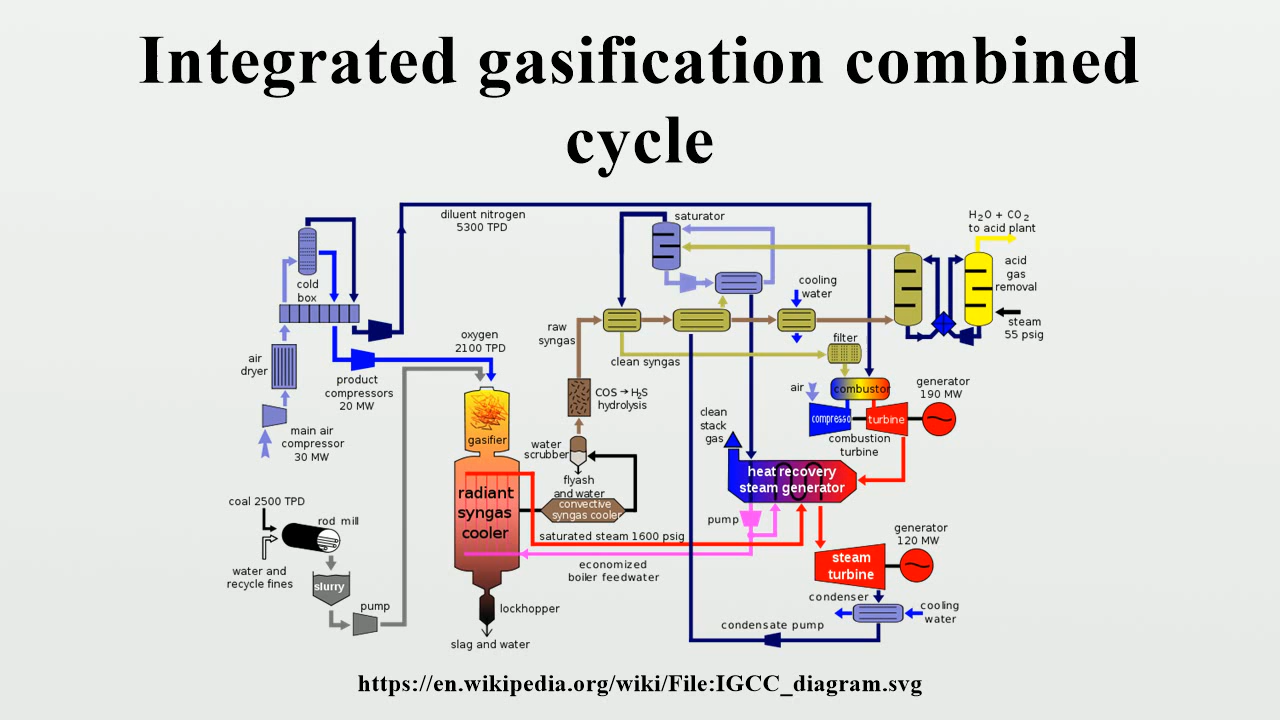 Integrated gasification combined
cycle
diluent nitrogen
5300 TPD
saturator
H₂O + CO₂
to acid plant
cold
box
cooling
water
acid
gas
removal
steam
55 psig
air
dryer
oxygen
2100 TPD
raw
syngas
clean syngas
filter
product
compressors
20 MW
main air
compressor
30 MW
gasifier
COS → H₂S
hydrolysis
air
combustor
compresso
turbine
combustion
turbine
generator
190 MW
clean
stack
gas
water
scrubber
flyash
and water
convective
syngas cooler
heat recovery
steam generator
radiant
syngas
cooler
coal 2500 TPD
rod mill
water and
recycle fines
slurry
pump
pump
saturated steam 1600 psig
economized
boiler feedwater
generator
120 MW
steam
turbine
condenser
cooling
water
lockhopper
slag and water
condensate pump
https://en.wikipedia.org/wiki/File:IGCC_diagram.svg